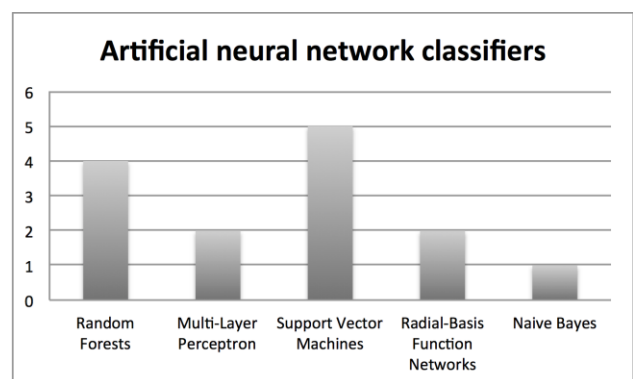 Artificial neural network classifiers
6
5
4
3
2
1
0
Random
Forests
Multi-Layer
Perceptron
Support Vector
Machines
Radial-Basis
Function
Networks
Naive Bayes